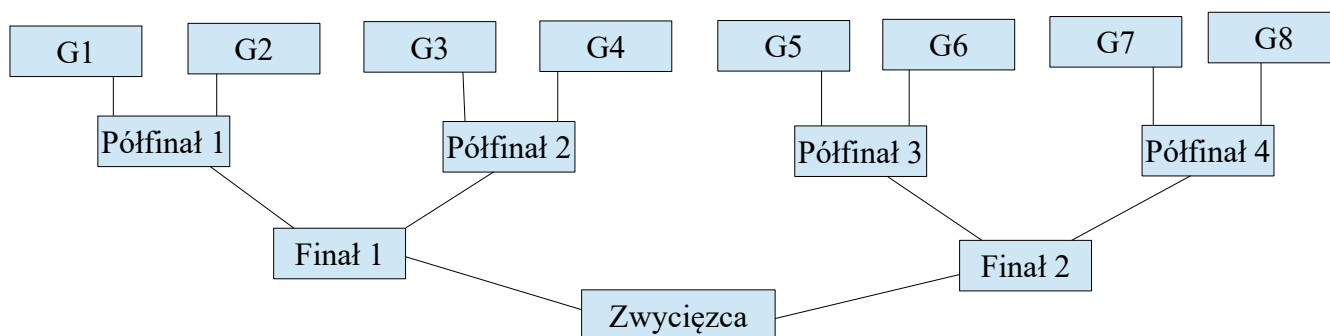 G1
G2
G3
G4
G5
G6
G7
G8
Półfinał 1
Półfinał 2
Półfinał 3
Półfinał 4
Finał 1
Finał 2
Zwycięzca